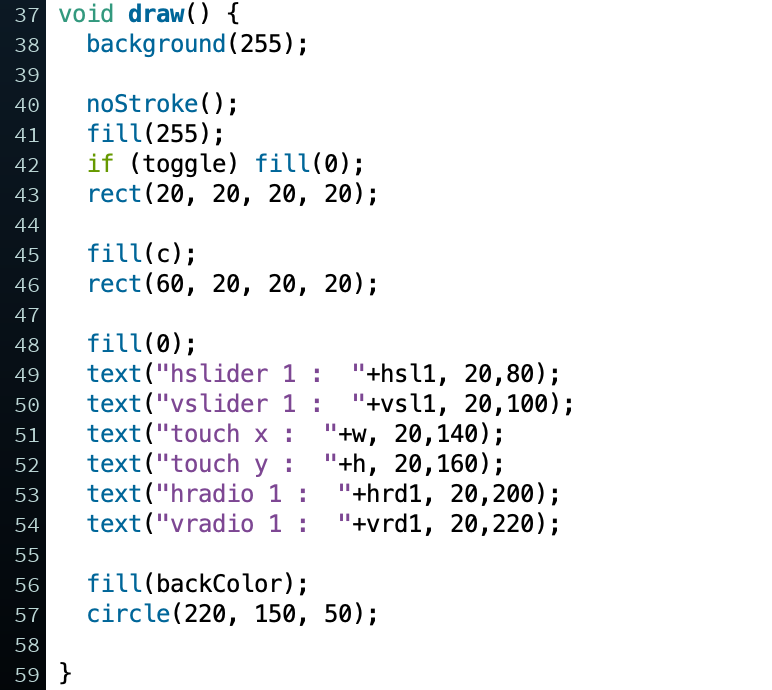 37 void draw() {
38   background(255);
39
40   noStroke();
41   fill(255);
42   if (toggle) fill(0);
43   rect(20, 20, 20, 20);
44
45   fill(c);
46   rect(60, 20, 20, 20);
47
48   fill(0);
49   text("hslider 1 :  "+hsl1, 20,80);
50   text("vslider 1 :  "+vsl1, 20,100);
51   text("touch x :  "+w, 20,140);
52   text("touch y :  "+h, 20,160);
53   text("hradio 1 :  "+hrd1, 20,200);
54   text("vradio 1 :  "+vrd1, 20,220);
55
56   fill(backColor);
57   circle(220, 150, 50);
58
59 }